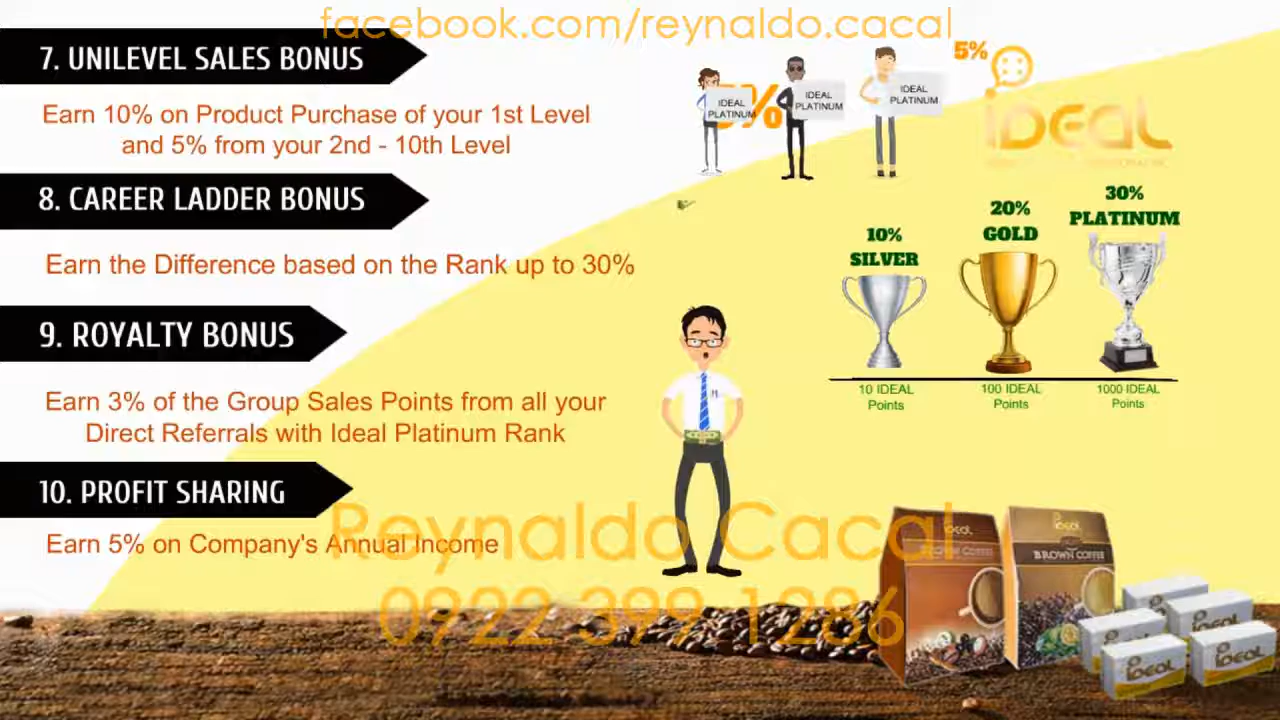 facebook.com/reynaldo.cacal
7. UNILEVEL SALES BONUS
Earn 10% on Product Purchase of your 1st Level
and 5% from your 2nd - 10th Level
8. CAREER LADDER BONUS
Earn the Difference based on the Rank up to 30%
9. ROYALTY BONUS
Earn 3% of the Group Sales Points from all your
Direct Referrals with Ideal Platinum Rank
10. PROFIT SHARING
Earn 5% on Company's Annual Income
IDEAL
PLATINUM
%
IDEAL
PLATINUM
IDEAL
PLATINUM
5%
iDEAL
10%
SILVER
20%
GOLD
30%
PLATINUM
10 IDEAL
Points
100 IDEAL
Points
1000 IDEAL
Points
Reynaldo Cacal
0922 399 1286
iDEAL
COFFEE
iDEAL
BROWN COFFEE
iDEAL
iDEAL